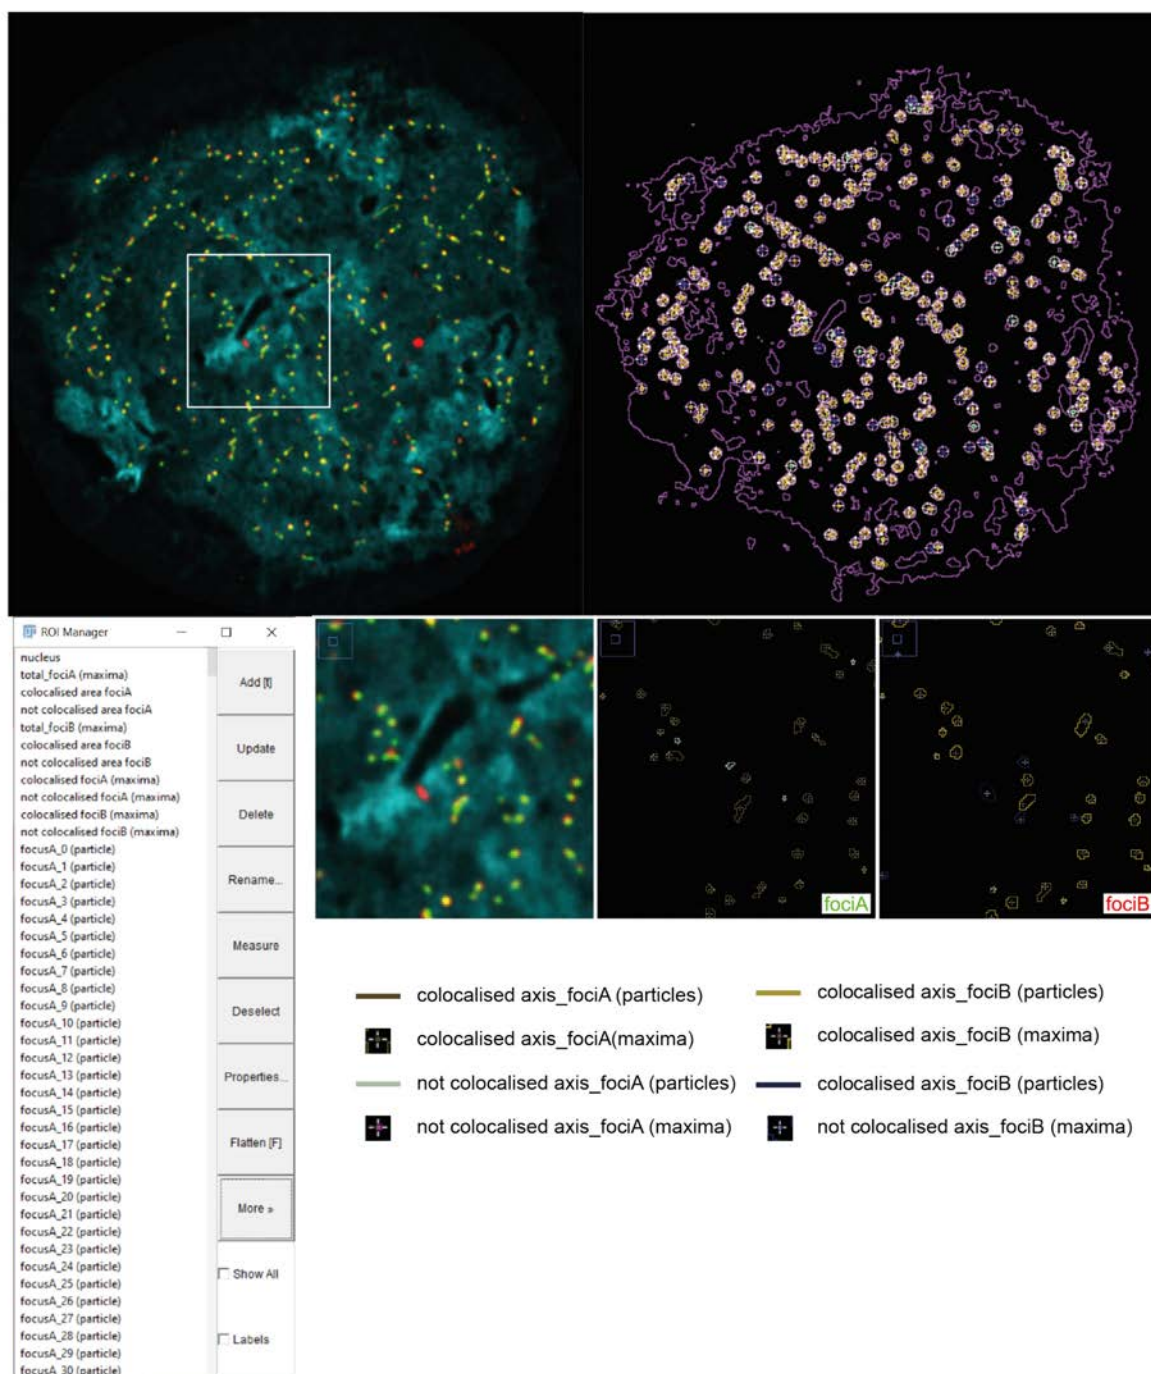 ROI Manager
nucleus
total_fociA (maxima)
colocalised area fociA
not colocalised area fociA
total_fociB (maxima)
colocalised area fociB
not colocalised area fociB
colocalised fociA (maxima)
not colocalised fociA (maxima)
colocalised fociB (maxima)
not colocalised fociB (maxima)
focusA_0 (particle)
focusA_1 (particle)
focusA_2 (particle)
focusA_3 (particle)
focusA_4 (particle)
focusA_5 (particle)
focusA_6 (particle)
focusA_7 (particle)
focusA_8 (particle)
focusA_9 (particle)
focusA_10 (particle)
focusA_11 (particle)
focusA_12 (particle)
focusA_13 (particle)
focusA_14 (particle)
focusA_15 (particle)
focusA_16 (particle)
focusA_17 (particle)
focusA_18 (particle)
focusA_19 (particle)
focusA_20 (particle)
focusA_21 (particle)
focusA_22 (particle)
focusA_23 (particle)
focusA_24 (particle)
focusA_25 (particle)
focusA_26 (particle)
focusA_27 (particle)
focusA_28 (particle)
focusA_29 (particle)
focusA_30 (particle)
Add [t]
Update
Delete
Rename...
Measure
Deselect
Properties...
Flatten [F]
More »
Show All
Labels
fociA
fociB
colocalised axis_fociA (particles)
colocalised axis_fociA(maxima)
not colocalised axis_fociA (particles)
not colocalised axis_fociA (maxima)
colocalised axis_fociB (particles)
colocalised axis_fociB (maxima)
colocalised axis_fociB (particles)
not colocalised axis_fociB (maxima)